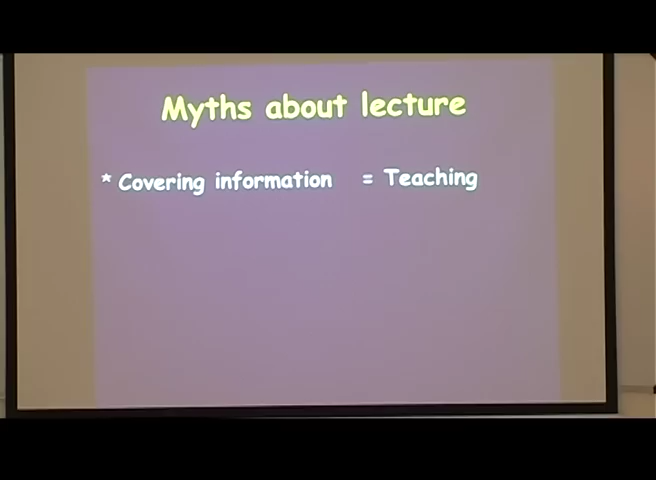 Myths about lecture
* Covering information = Teaching